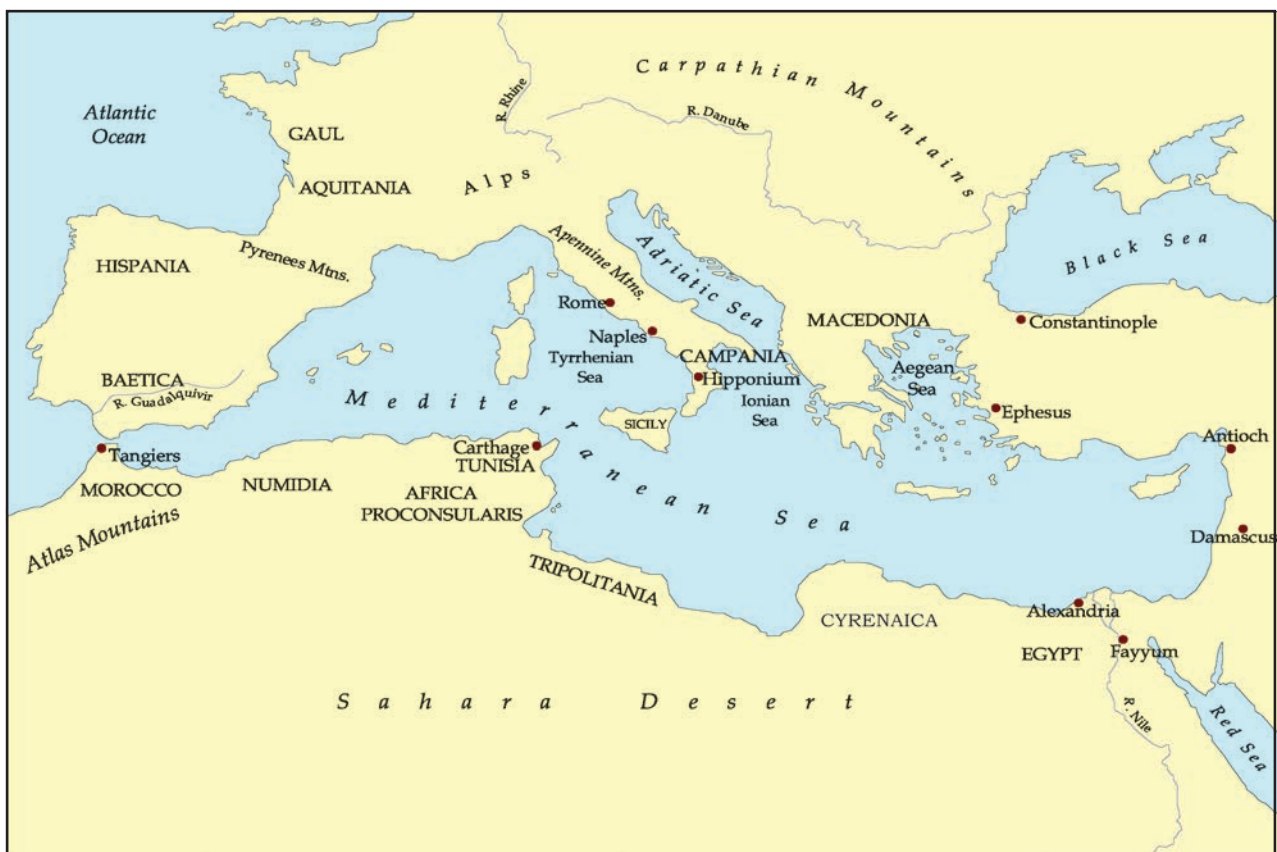 Carpathian Mountains
R. Rhine
R. Danube
Atlantic
Ocean
GAUL
AQUITANIA
Alps
Black Sea
HISPANIA
Pyrenees Mtns.
Apennine Mtns.
Adriatic Sea
Rome
Constantinople
MACEDONIA
Naples
Tyrrhenian
Sea
CAMPANIA
Hipponium
Ionian
Sea
Aegean
Sea
BAETICA
R. Guadalquivir
Mediterranean Sea
Ephesus
SICILY
Antioch
Tangiers
Carthage
TUNISIA
MOROCCO
NUMIDIA
AFRICA
PROCONSULARIS
Atlas Mountains
Damascus
TRIPOLITANIA
Alexandria
CYRENAICA
EGYPT
Fayyum
Sahara Desert
R. Nile
Red Sea